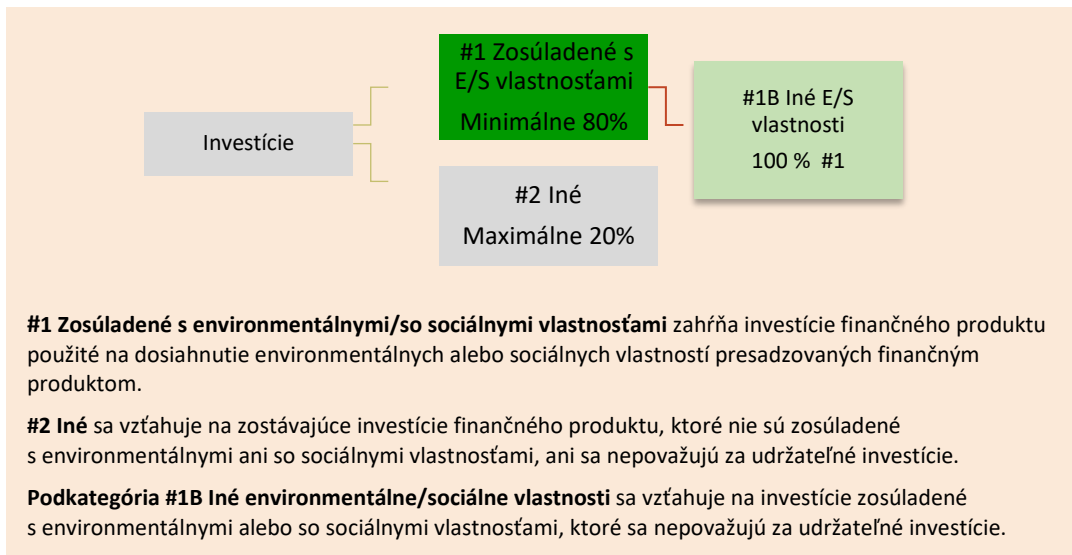 #1 Zosúladené s
E/S vlastnosťami
Minimálne 80%
#1B Iné E/S
vlastnosti
100 % #1
Investície
#2 Iné
Maximálne 20%
#1 Zosúladené s environmentálnymi/so sociálnymi vlastnosťami zahŕňa investície finančného produktu
použité na dosiahnutie environmentálnych alebo sociálnych vlastností presadzovaných finančným
produktom.
#2 Iné sa vzťahuje na zostávajúce investície finančného produktu, ktoré nie sú zosúladené
s environmentálnymi ani so sociálnymi vlastnosťami, ani sa nepovažujú za udržateľné investície.
Podkategória #1B Iné environmentálne/sociálne vlastnosti sa vzťahuje na investície zosúladené
s environmentálnymi alebo so sociálnymi vlastnosťami, ktoré sa nepovažujú za udržateľné investície.